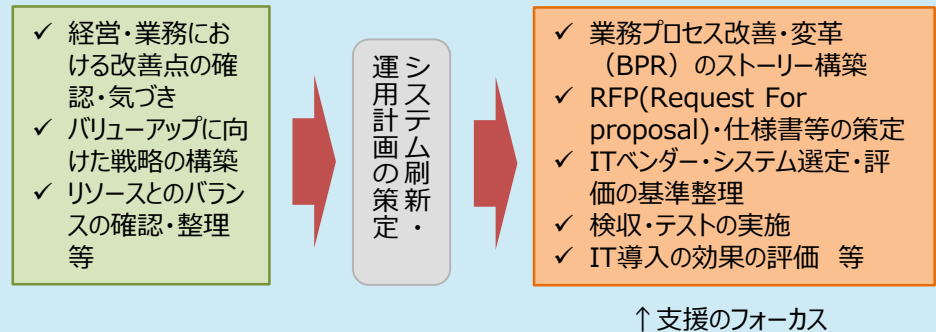 ✓ 経営・業務にお
ける改善点の確
認・気づき
✓ バリューアップに向
けた戦略の構築
✓ リソースとのバラン
スの確認・整理
等
システム刷新・
運用計画の策定
✓ 業務プロセス改善・変革
（BPR）のストーリー構築
✓ RFP(Request For
proposal)・仕様書等の策定
✓ ITベンダー・システム選定・評
価の基準整理
✓ 検収・テストの実施
✓ IT導入の効果の評価　等
↑支援のフォーカス